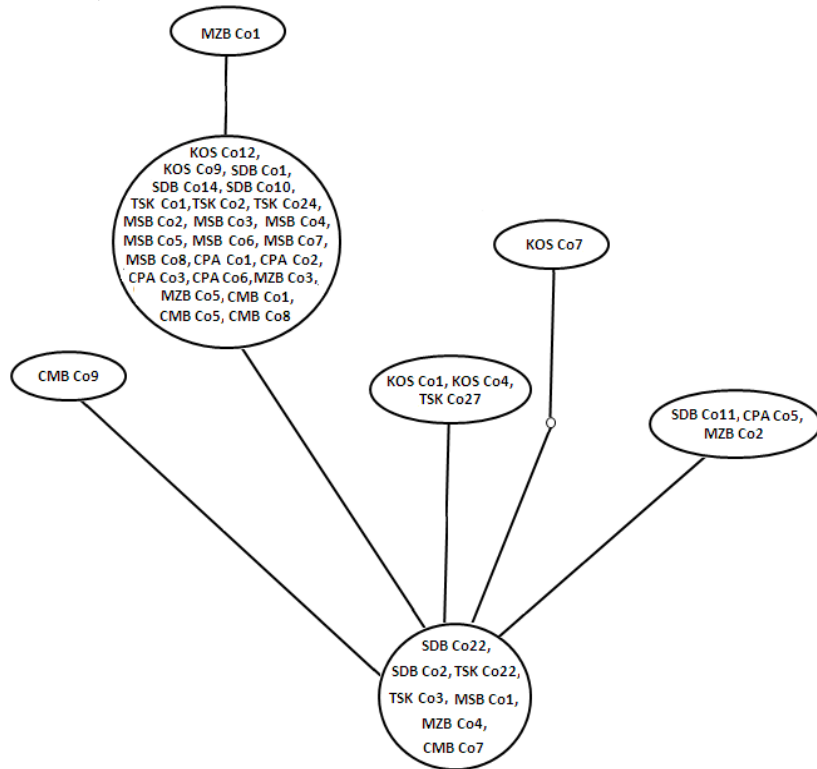 MZB Co1
KOS Co12,
KOS Co9, SDB Co1,
SDB Co14, SDB Co10,
TSK Co1, TSK Co2, TSK Co24,
MSB Co2, MSB Co3, MSB Co4,
MSB Co5, MSB Co6, MSB Co7,
MSB Co8, CPA Co1, CPA Co2,
CPA Co3, CPA Co6, MZB Co3,
MZB Co5, CMB Co1,
CMB Co5, CMB Co8
KOS Co7
CMB Co9
KOS Co1, KOS Co4,
TSK Co27
SDB Co11, CPA Co5,
MZB Co2
SDB Co22,
SDB Co2, TSK Co22,
TSK Co3, MSB Co1,
MZB Co4,
CMB Co7